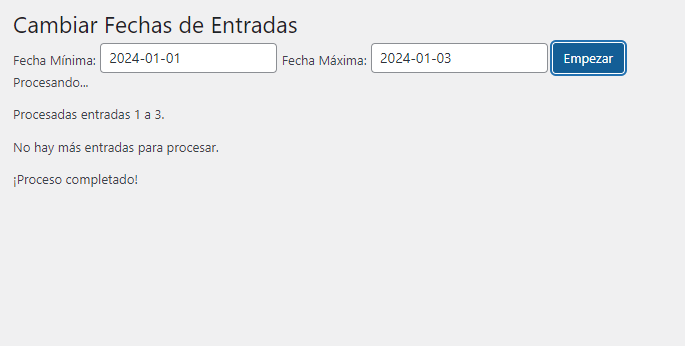 Cambiar Fechas de Entradas
Fecha Mínima: 2024-01-01 Fecha Máxima: 2024-01-03 Empezar
Procesando...
Procesadas entradas 1 a 3.
No hay más entradas para procesar.
¡Proceso completado!